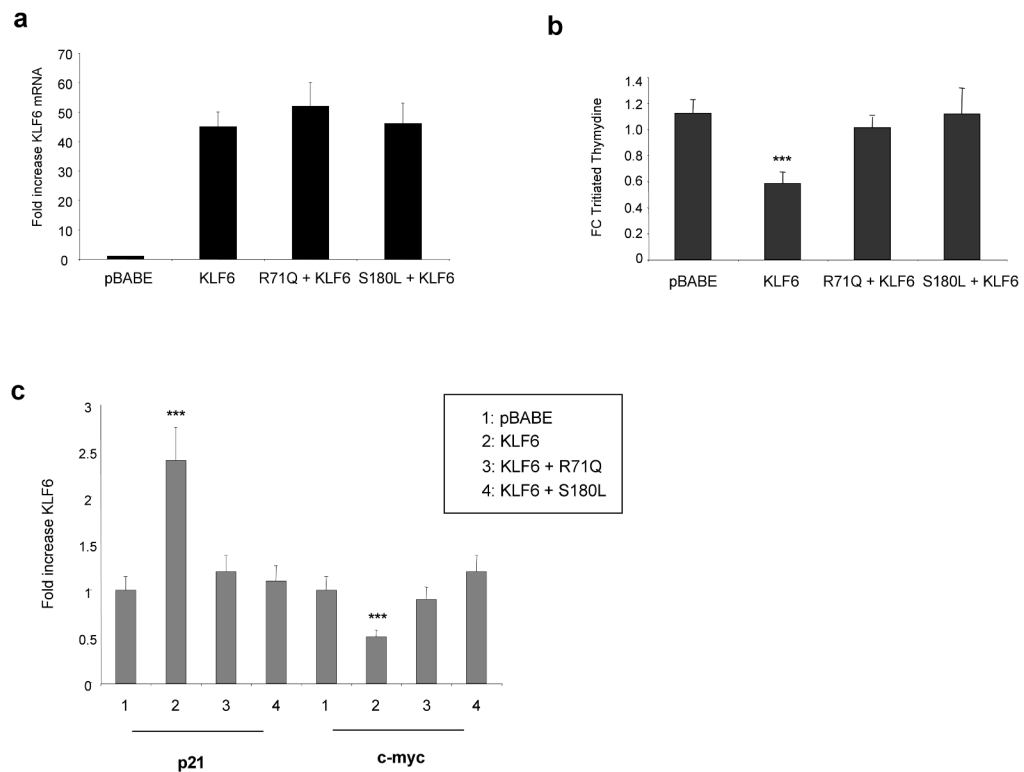 a
Fold increase KLF6 mRNA
70
60
50
40
30
20
10
0
pBABE KLF6 R71Q + KLF6 S180L + KLF6
b
FC Tritiated Thymydine
1.4
1.2
1.0
0.8
0.6
0.4
0.2
0
***
pBABE KLF6 R71Q + KLF6 S180L + KLF6
c
Fold increase KLF6
3
2.5
2
1.5
1
0.5
0
***
***
1 2 3 4 1 2 3 4
p21 c-myc
1: pBABE
2: KLF6
3: KLF6 + R71Q
4: KLF6 + S180L